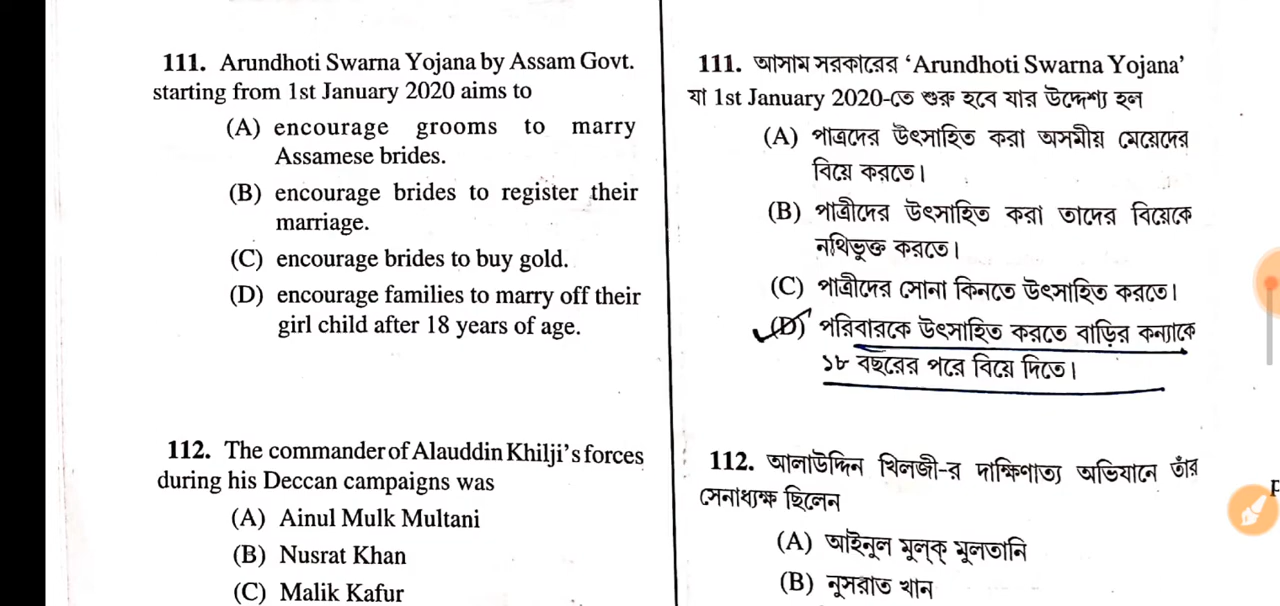 111. Arundhoti Swarna Yojana by Assam Govt.
starting from 1st January 2020 aims to
(A) encourage grooms to marry
Assamese brides.
(B) encourage brides to register their
marriage.
(C) encourage brides to buy gold.
(D) encourage families to marry off their
girl child after 18 years of age.
112. The commander of Alauddin Khilji's forces
during his Deccan campaigns was
(A) Ainul Mulk Multani
(B) Nusrat Khan
(C) Malik Kafur
111. আসাম সরকারের ‘Arundhoti Swarna Yojana’
যা 1st January 2020-তে শুরু হবে যার উদ্দেশ্য হল
(A) পাত্রদের উৎসাহিত করা অসমীয় মেয়েদের
বিয়ে করতে।
(B) পাত্রীদের উৎসাহিত করা তাদের বিয়েকে
নথিভুক্ত করতে।
(C) পাত্রীদের সোনা কিনতে উৎসাহিত করতে।
(D) পরিবারকে উৎসাহিত করতে বাড়ির কন্যাকে
১৮ বছরের পরে বিয়ে দিতে।
112. আলাউদ্দিন খিলজী-র দাক্ষিণাত্য অভিযানে তাঁর
সেনাধ্যক্ষ ছিলেন
(A) আইনুল মুল্‌ক্ মুলতানি
(B) নুসরাত খান